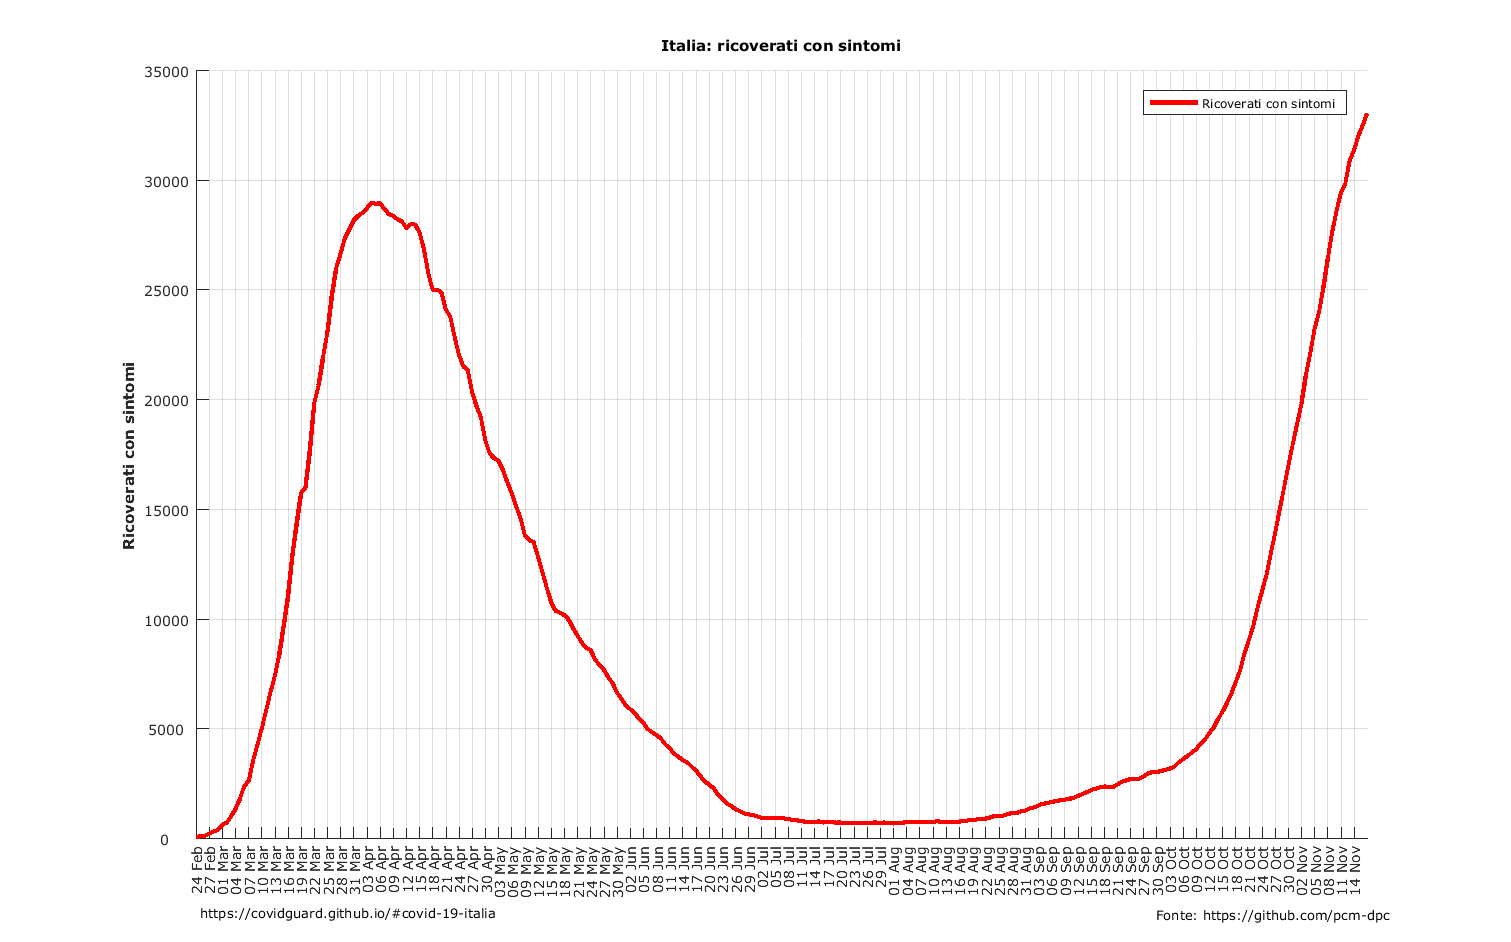 Italia: ricoverati con sintomi
Ricoverati con sintomi
Ricoverati con sintomi
35000
30000
25000
20000
15000
10000
5000
0
24 Feb
27 Feb
01 Mar
04 Mar
07 Mar
10 Mar
13 Mar
16 Mar
19 Mar
22 Mar
25 Mar
28 Mar
31 Mar
03 Apr
06 Apr
09 Apr
12 Apr
15 Apr
18 Apr
21 Apr
24 Apr
27 Apr
30 Apr
03 May
06 May
09 May
12 May
15 May
18 May
21 May
24 May
27 May
30 May
02 Jun
05 Jun
08 Jun
11 Jun
14 Jun
17 Jun
20 Jun
23 Jun
26 Jun
29 Jun
02 Jul
05 Jul
08 Jul
11 Jul
14 Jul
17 Jul
20 Jul
23 Jul
26 Jul
29 Jul
01 Aug
04 Aug
07 Aug
10 Aug
13 Aug
16 Aug
19 Aug
22 Aug
25 Aug
28 Aug
31 Aug
03 Sep
06 Sep
09 Sep
12 Sep
15 Sep
18 Sep
21 Sep
24 Sep
27 Sep
30 Sep
03 Oct
06 Oct
09 Oct
12 Oct
15 Oct
18 Oct
21 Oct
24 Oct
27 Oct
30 Oct
02 Nov
05 Nov
08 Nov
11 Nov
14 Nov
https://covidguard.github.io/#covid-19-italia
Fonte: https://github.com/pcm-dpc